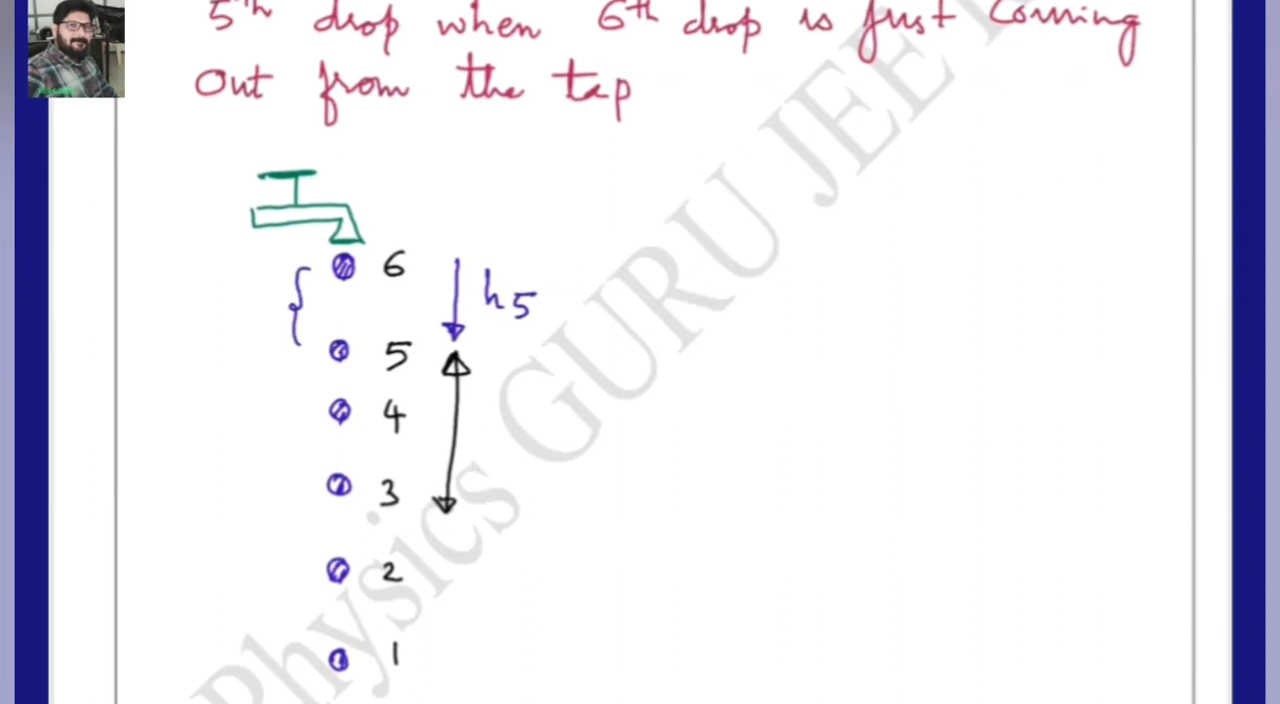 5th drop when 6th drop is just coming
out from the tap
6
h5
5
4
3
2
1
Physics GURU JEE